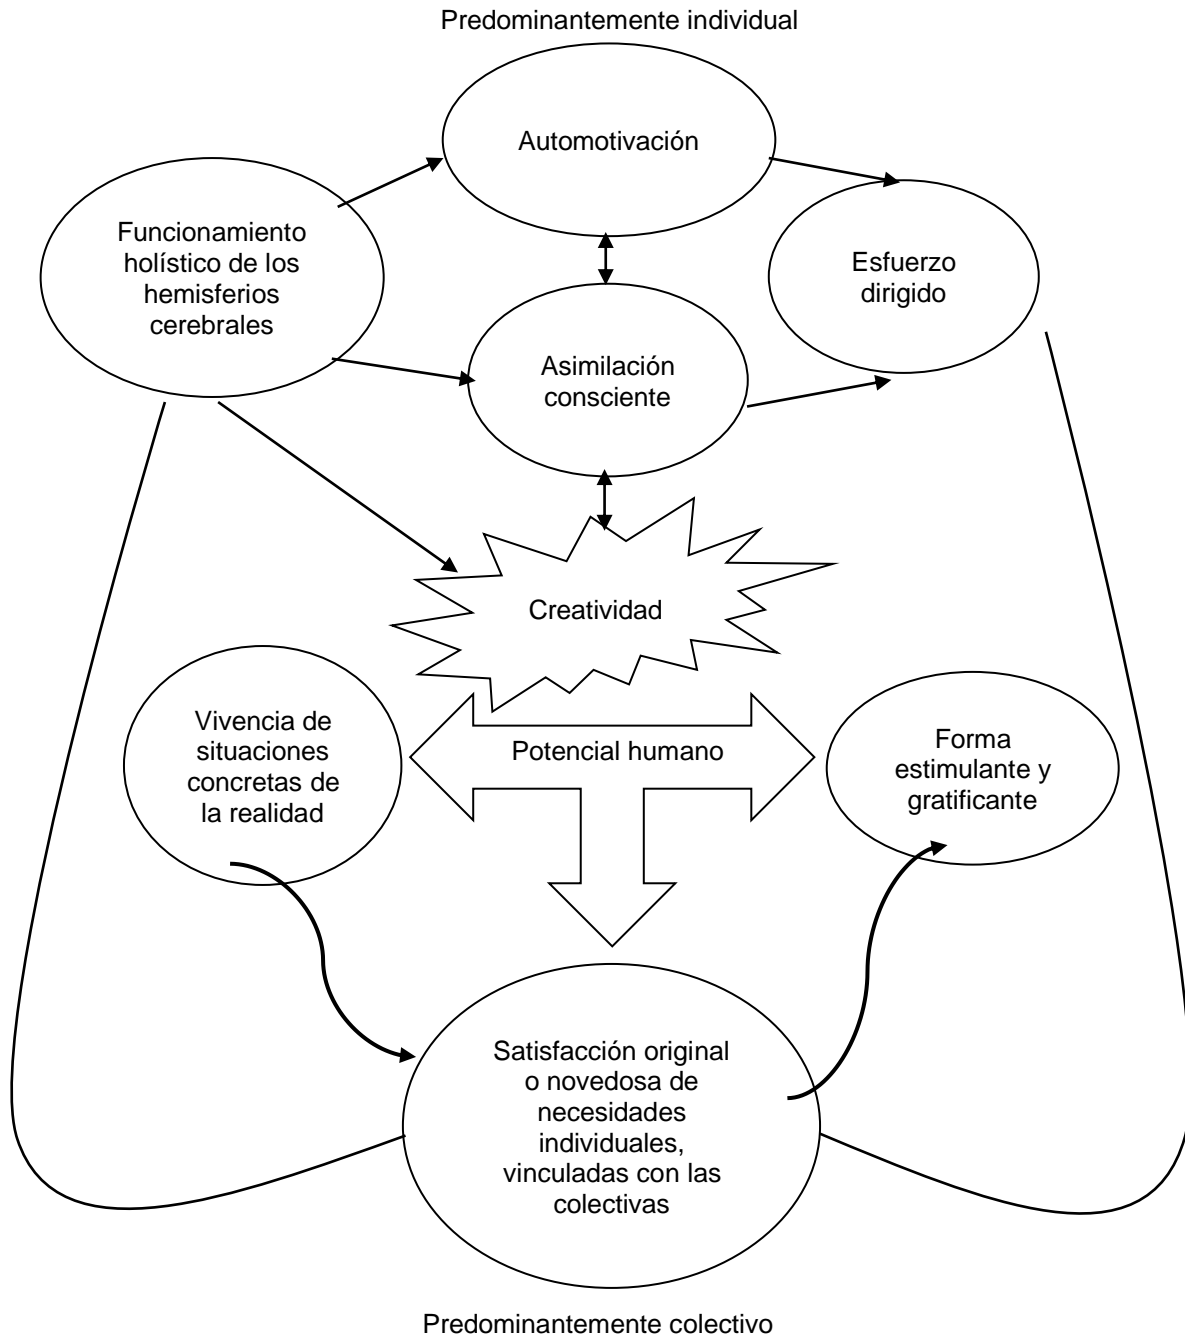 Predominantemente individual
Automotivación
Funcionamiento
holístico de los
hemisferios
cerebrales
Esfuerzo
dirigido
Asimilación
consciente
Creatividad
Vivencia de
situaciones
concretas de
la realidad
Potencial humano
Forma
estimulante y
gratificante
Satisfacción original
o novedosa de
necesidades
individuales,
vinculadas con las
colectivas
Predominantemente colectivo